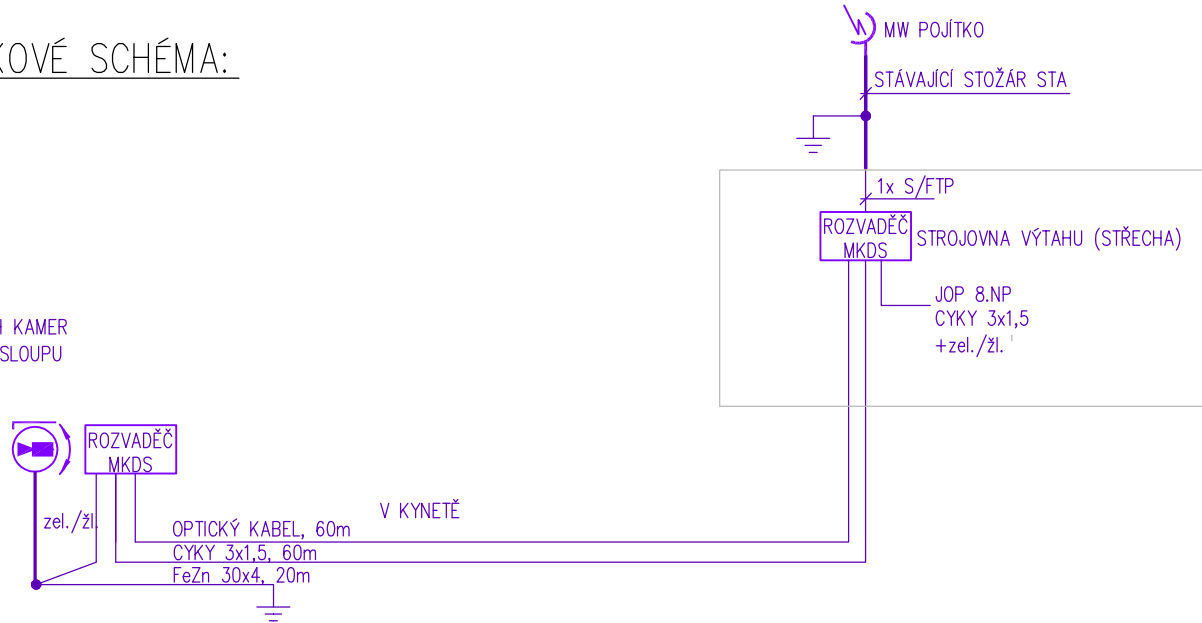 KOVÉ SCHÉMA:
MW POJÍTKO
STÁVAJÍCÍ STOŽÁR STA
1x S/FTP
ROZVADĚČ
MKDS
STROJOVNA VÝTAHU (STŘECHA)
JOP 8.NP
CYKY 3x1,5
+zel./žl.
KAMER
SLOUPU
ROZVADĚČ
MKDS
zel./žl.
V KYNETĚ
OPTICKÝ KABEL, 60m
CYKY 3x1,5, 60m
FeZn 30x4, 20m